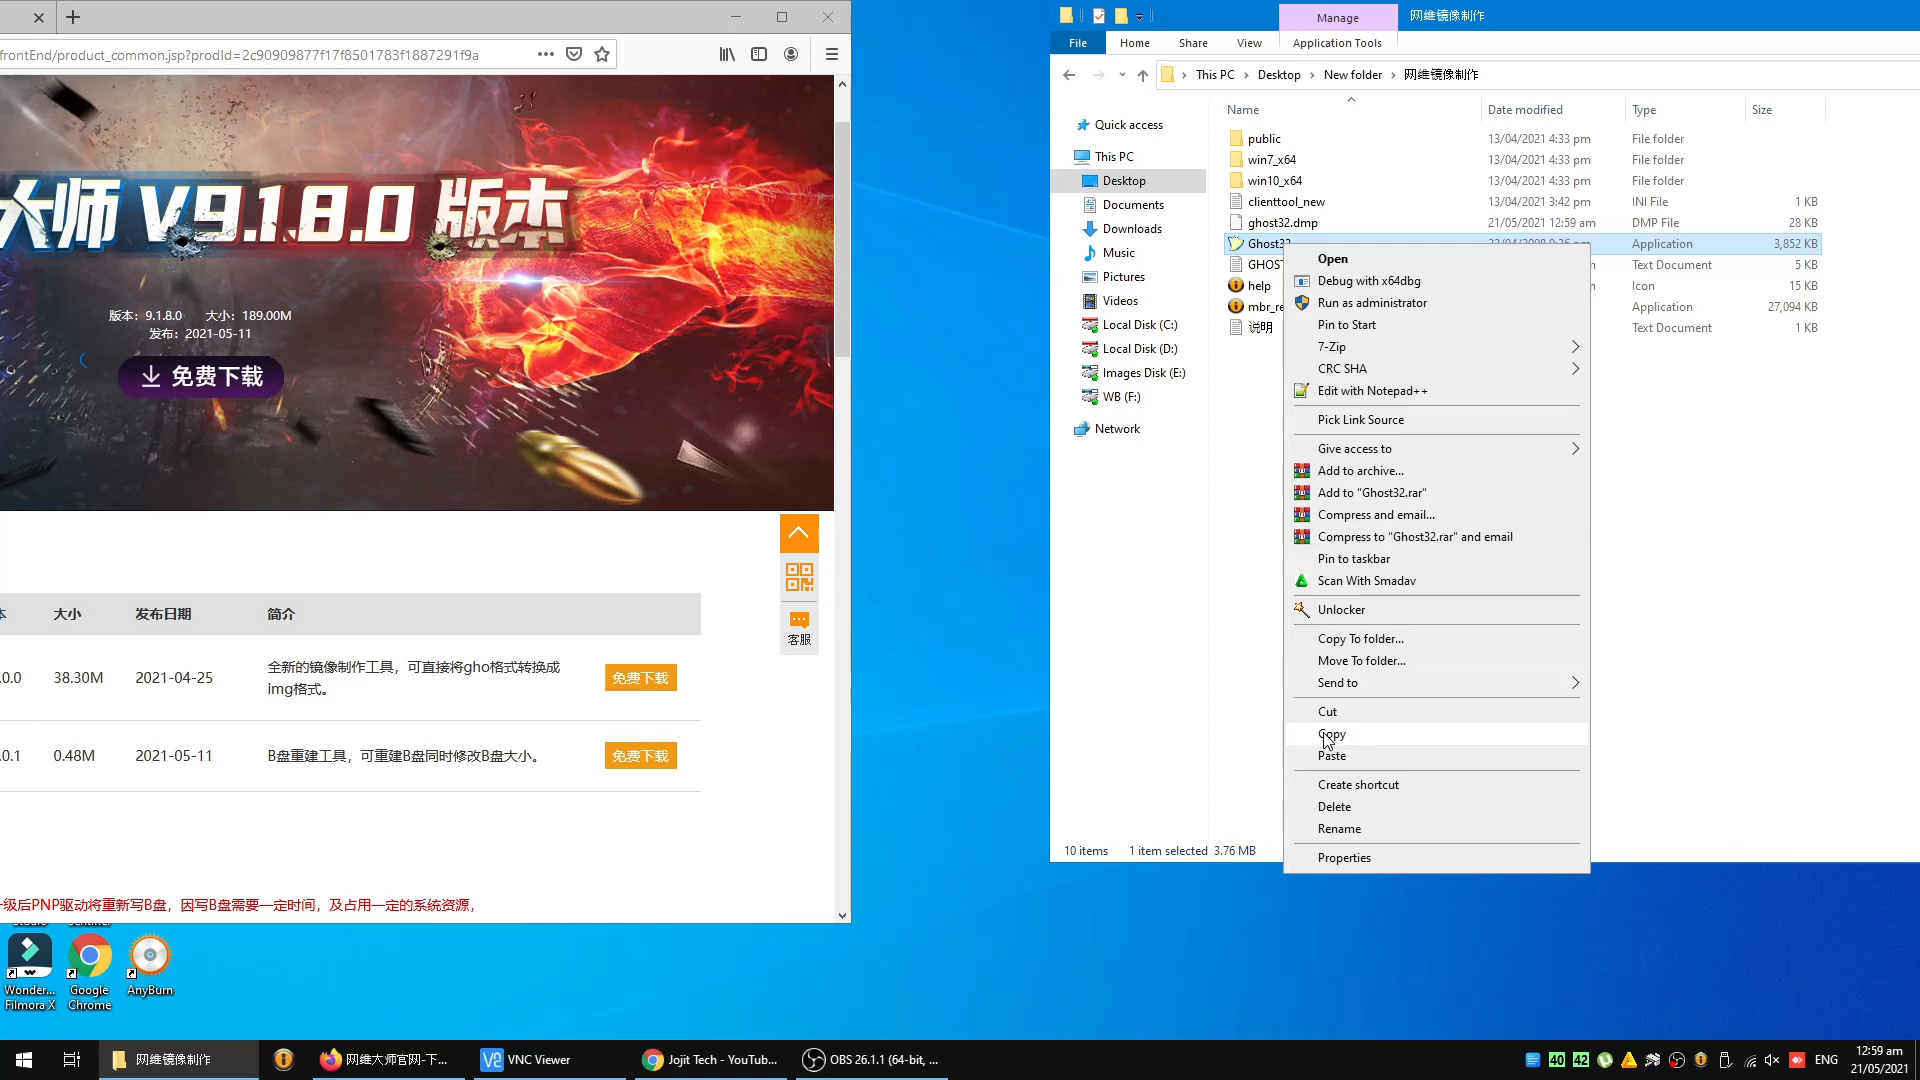 frontEnd/product_common.jsp?prodId=2c90909877f17f8501783f1887291f9a
大师 V9.1.8.0 版本
版本：9.1.8.0 大小：189.00M
发布：2021-05-11
免费下载
本 大小 发布日期 简介
.0.0 38.30M 2021-04-25 全新的镜像制作工具，可直接将gho格式转换成
img格式。
免费下载
.0.1 0.48M 2021-05-11 B盘重建工具，可重建B盘同时修改B盘大小。 免费下载
客服
级后PNP驱动将重新写B盘，因写B盘需要一定时间，及占用一定的系统资源，
Wonder...
Filmora X
Google
Chrome
AnyBurn
Manage
网维镜像制作
File Home Share View Application Tools
This PC Desktop New folder 网维镜像制作
Quick access
This PC
Desktop
Documents
Downloads
Music
Pictures
Videos
Local Disk (C:)
Local Disk (D:)
Images Disk (E:)
WB (F:)
Network
Name Date modified Type Size
public 13/04/2021 4:33 pm File folder
win7_x64 13/04/2021 4:33 pm File folder
win10_x64 13/04/2021 4:33 pm File folder
clienttool_new 13/04/2021 3:42 pm INI File 1 KB
ghost32.dmp 21/05/2021 12:59 am DMP File 28 KB
Ghost32 Application 3,852 KB
GHOST Text Document 5 KB
help Icon 15 KB
mbr_re Application 27,094 KB
说明 Text Document 1 KB
Open
Debug with x64dbg
Run as administrator
Pin to Start
7-Zip
CRC SHA
Edit with Notepad++
Pick Link Source
Give access to
Add to archive...
Add to "Ghost32.rar"
Compress and email...
Compress to "Ghost32.rar" and email
Pin to taskbar
Scan With Smadav
Unlocker
Copy To folder...
Move To folder...
Send to
Cut
Copy
Paste
Create shortcut
Delete
Rename
Properties
10 items 1 item selected 3.76 MB
网维镜像制作
网维大师官网-下...
VNC Viewer
Jojit Tech - YouTub...
OBS 26.1.1 (64-bit, ...
40 42
ENG
12:59 am
21/05/2021